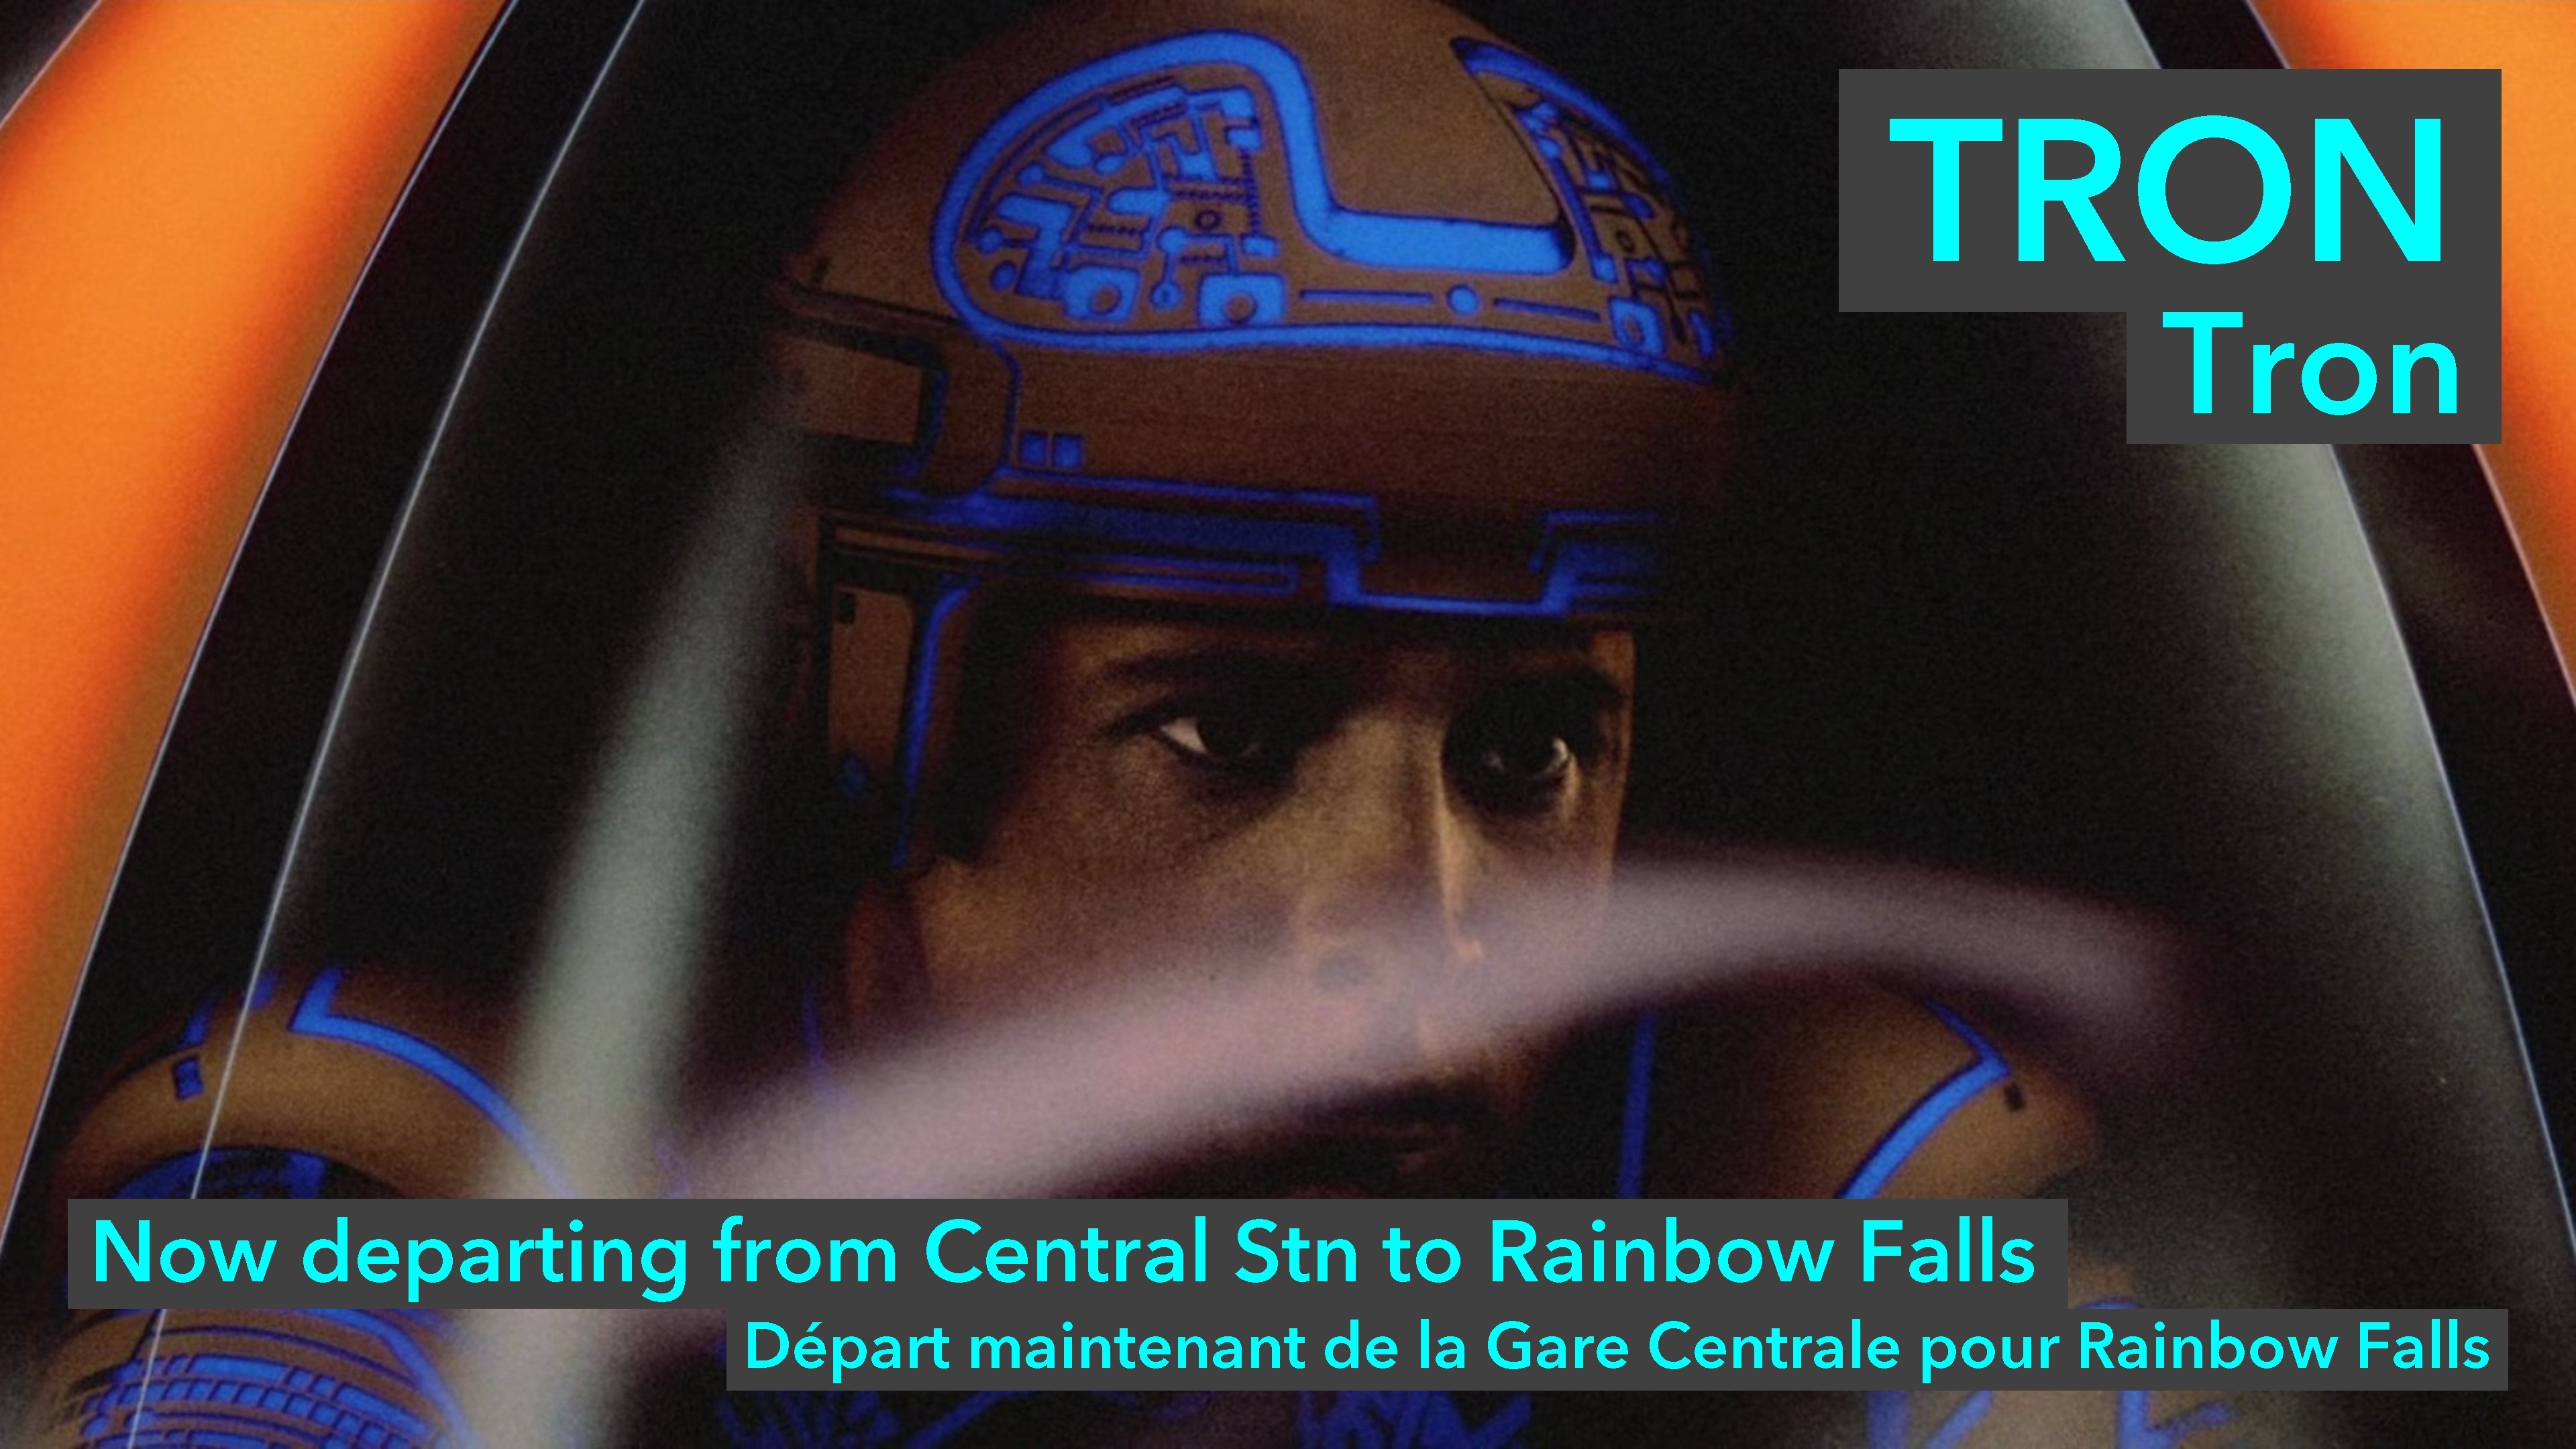 TRON
Tron
Now departing from Central Stn to Rainbow Falls
Départ maintenant de la Gare Centrale pour Rainbow Falls